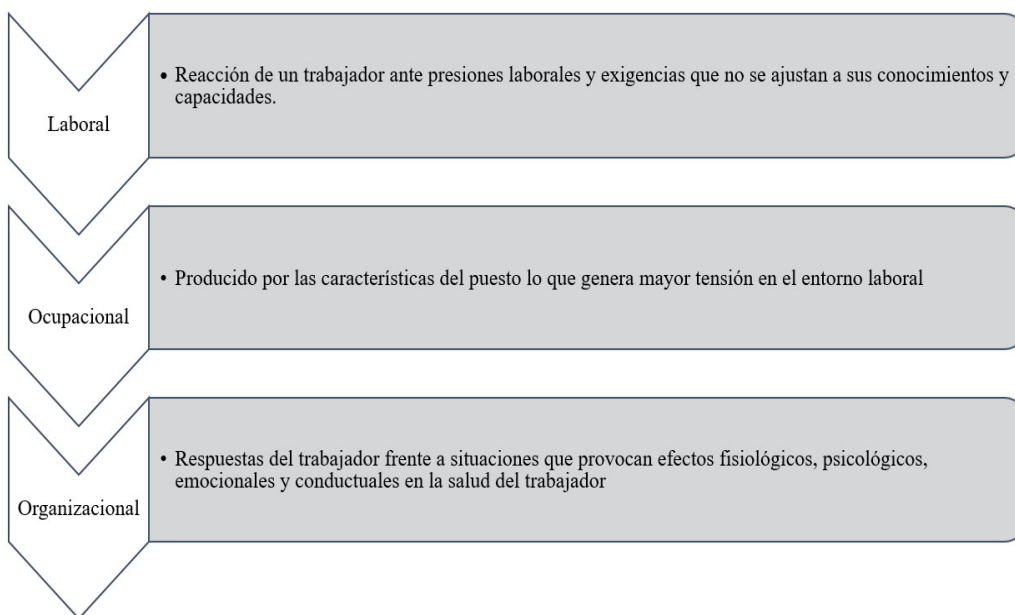 Laboral
• Reacción de un trabajador ante presiones laborales y exigencias que no se ajustan a sus conocimientos y
capacidades.
Ocupacional
• Producido por las características del puesto lo que genera mayor tensión en el entorno laboral
Organizacional
• Respuestas del trabajador frente a situaciones que provocan efectos fisiológicos, psicológicos,
emocionales y conductuales en la salud del trabajador